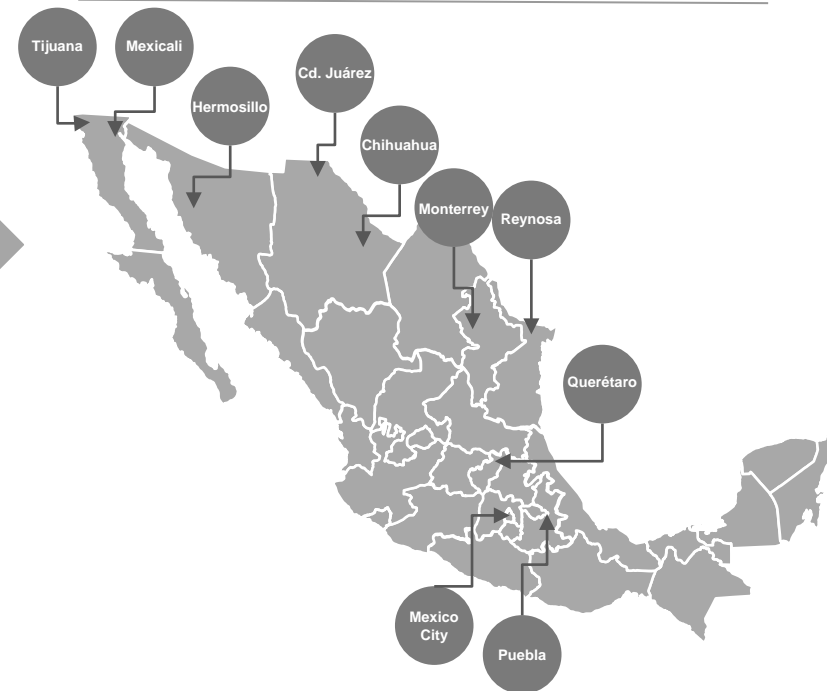 Tijuana
Mexicali
Cd. Juárez
Hermosillo
Chihuahua
Monterrey
Reynosa
Querétaro
Mexico
City
Puebla